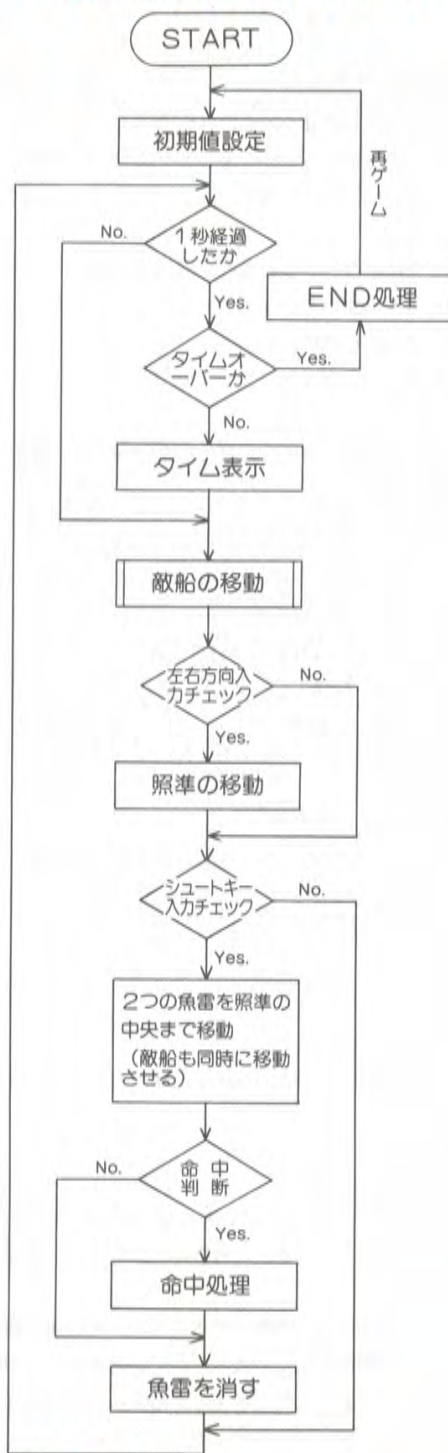 START
初期値設定
No.
1秒経過
したか
Yes.
再ゲーム
END処理
タイムオ
ーバーか
Yes.
No.
タイム表示
敵船の移動
左右方向入
力チェック
No.
Yes.
照準の移動
シュートキー
入力チェック
No.
Yes.
2つの魚雷を照準の
中央まで移動
(敵船も同時に移動
させる)
No.
命中
判断
Yes.
命中処理
魚雷を消す